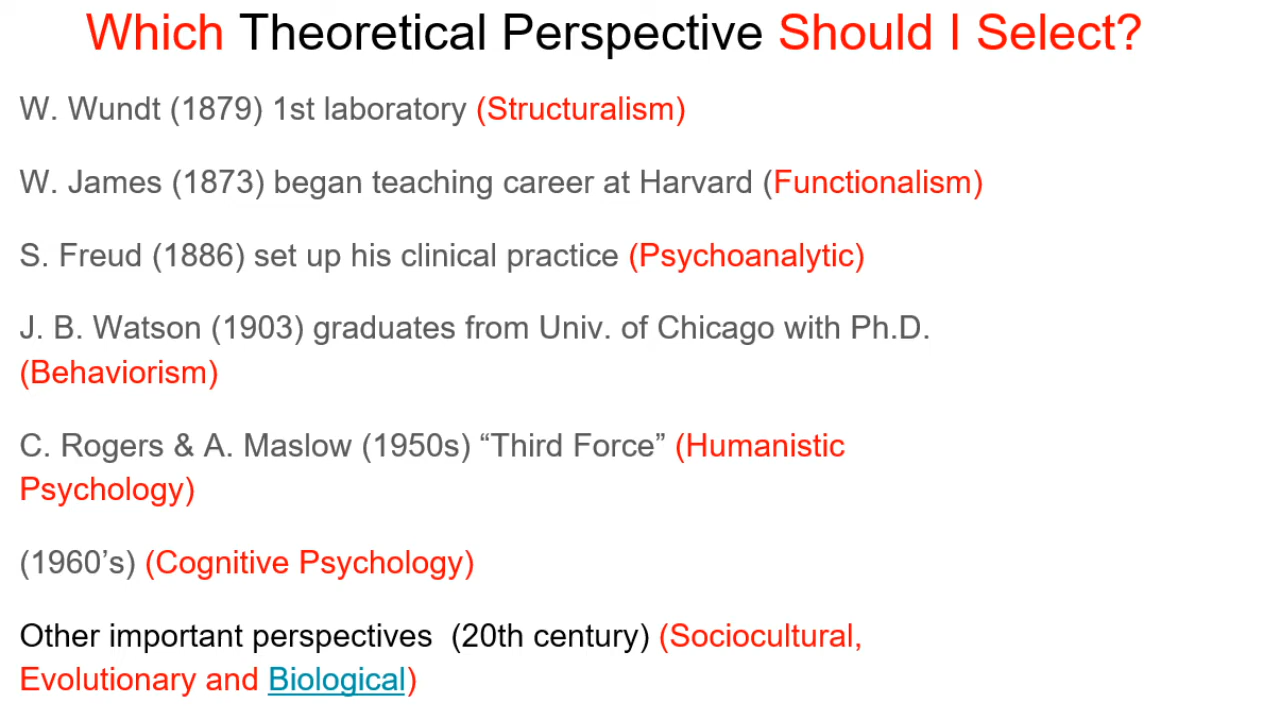 Which Theoretical Perspective Should I Select?
W. Wundt (1879) 1st laboratory (Structuralism)
W. James (1873) began teaching career at Harvard (Functionalism)
S. Freud (1886) set up his clinical practice (Psychoanalytic)
J. B. Watson (1903) graduates from Univ. of Chicago with Ph.D.
(Behaviorism)
C. Rogers & A. Maslow (1950s) “Third Force” (Humanistic
Psychology)
(1960’s) (Cognitive Psychology)
Other important perspectives  (20th century) (Sociocultural,
Evolutionary and Biological)